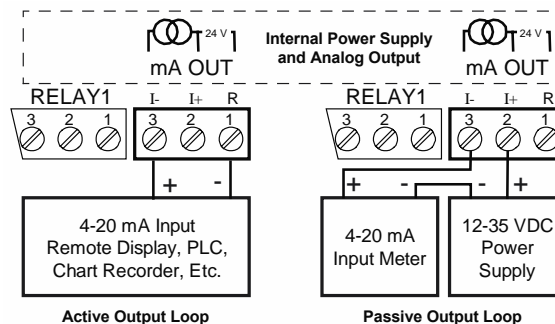 24 V
mA OUT
Internal Power Supply
and Analog Output
24 V
mA OUT
RELAY1
I- I+ R
3 2 1
3 2 1
RELAY1
I- I+ R
3 2 1
3 2 1
+ -
4-20 mA Input
Remote Display, PLC,
Chart Recorder, Etc.
Active Output Loop
+ - - +
4-20 mA
Input Meter
12-35 VDC
Power
Supply
Passive Output Loop